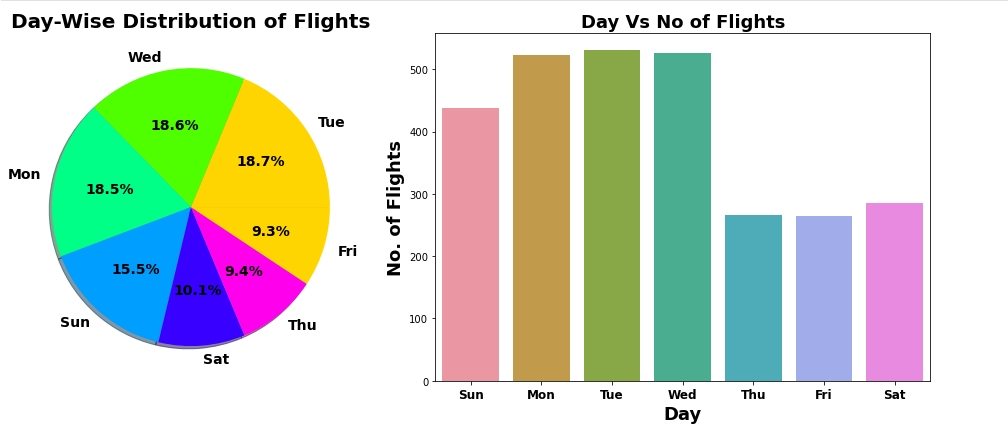 Day-Wise Distribution of Flights
Wed
Tue
18.6%
18.7%
Mon
18.5%
9.3%
Fri
15.5%
9.4%
10.1%
Sun
Thu
Sat
Day Vs No of Flights
No. of Flights
500
400
300
200
100
0
Sun Mon Tue Wed Thu Fri Sat
Day